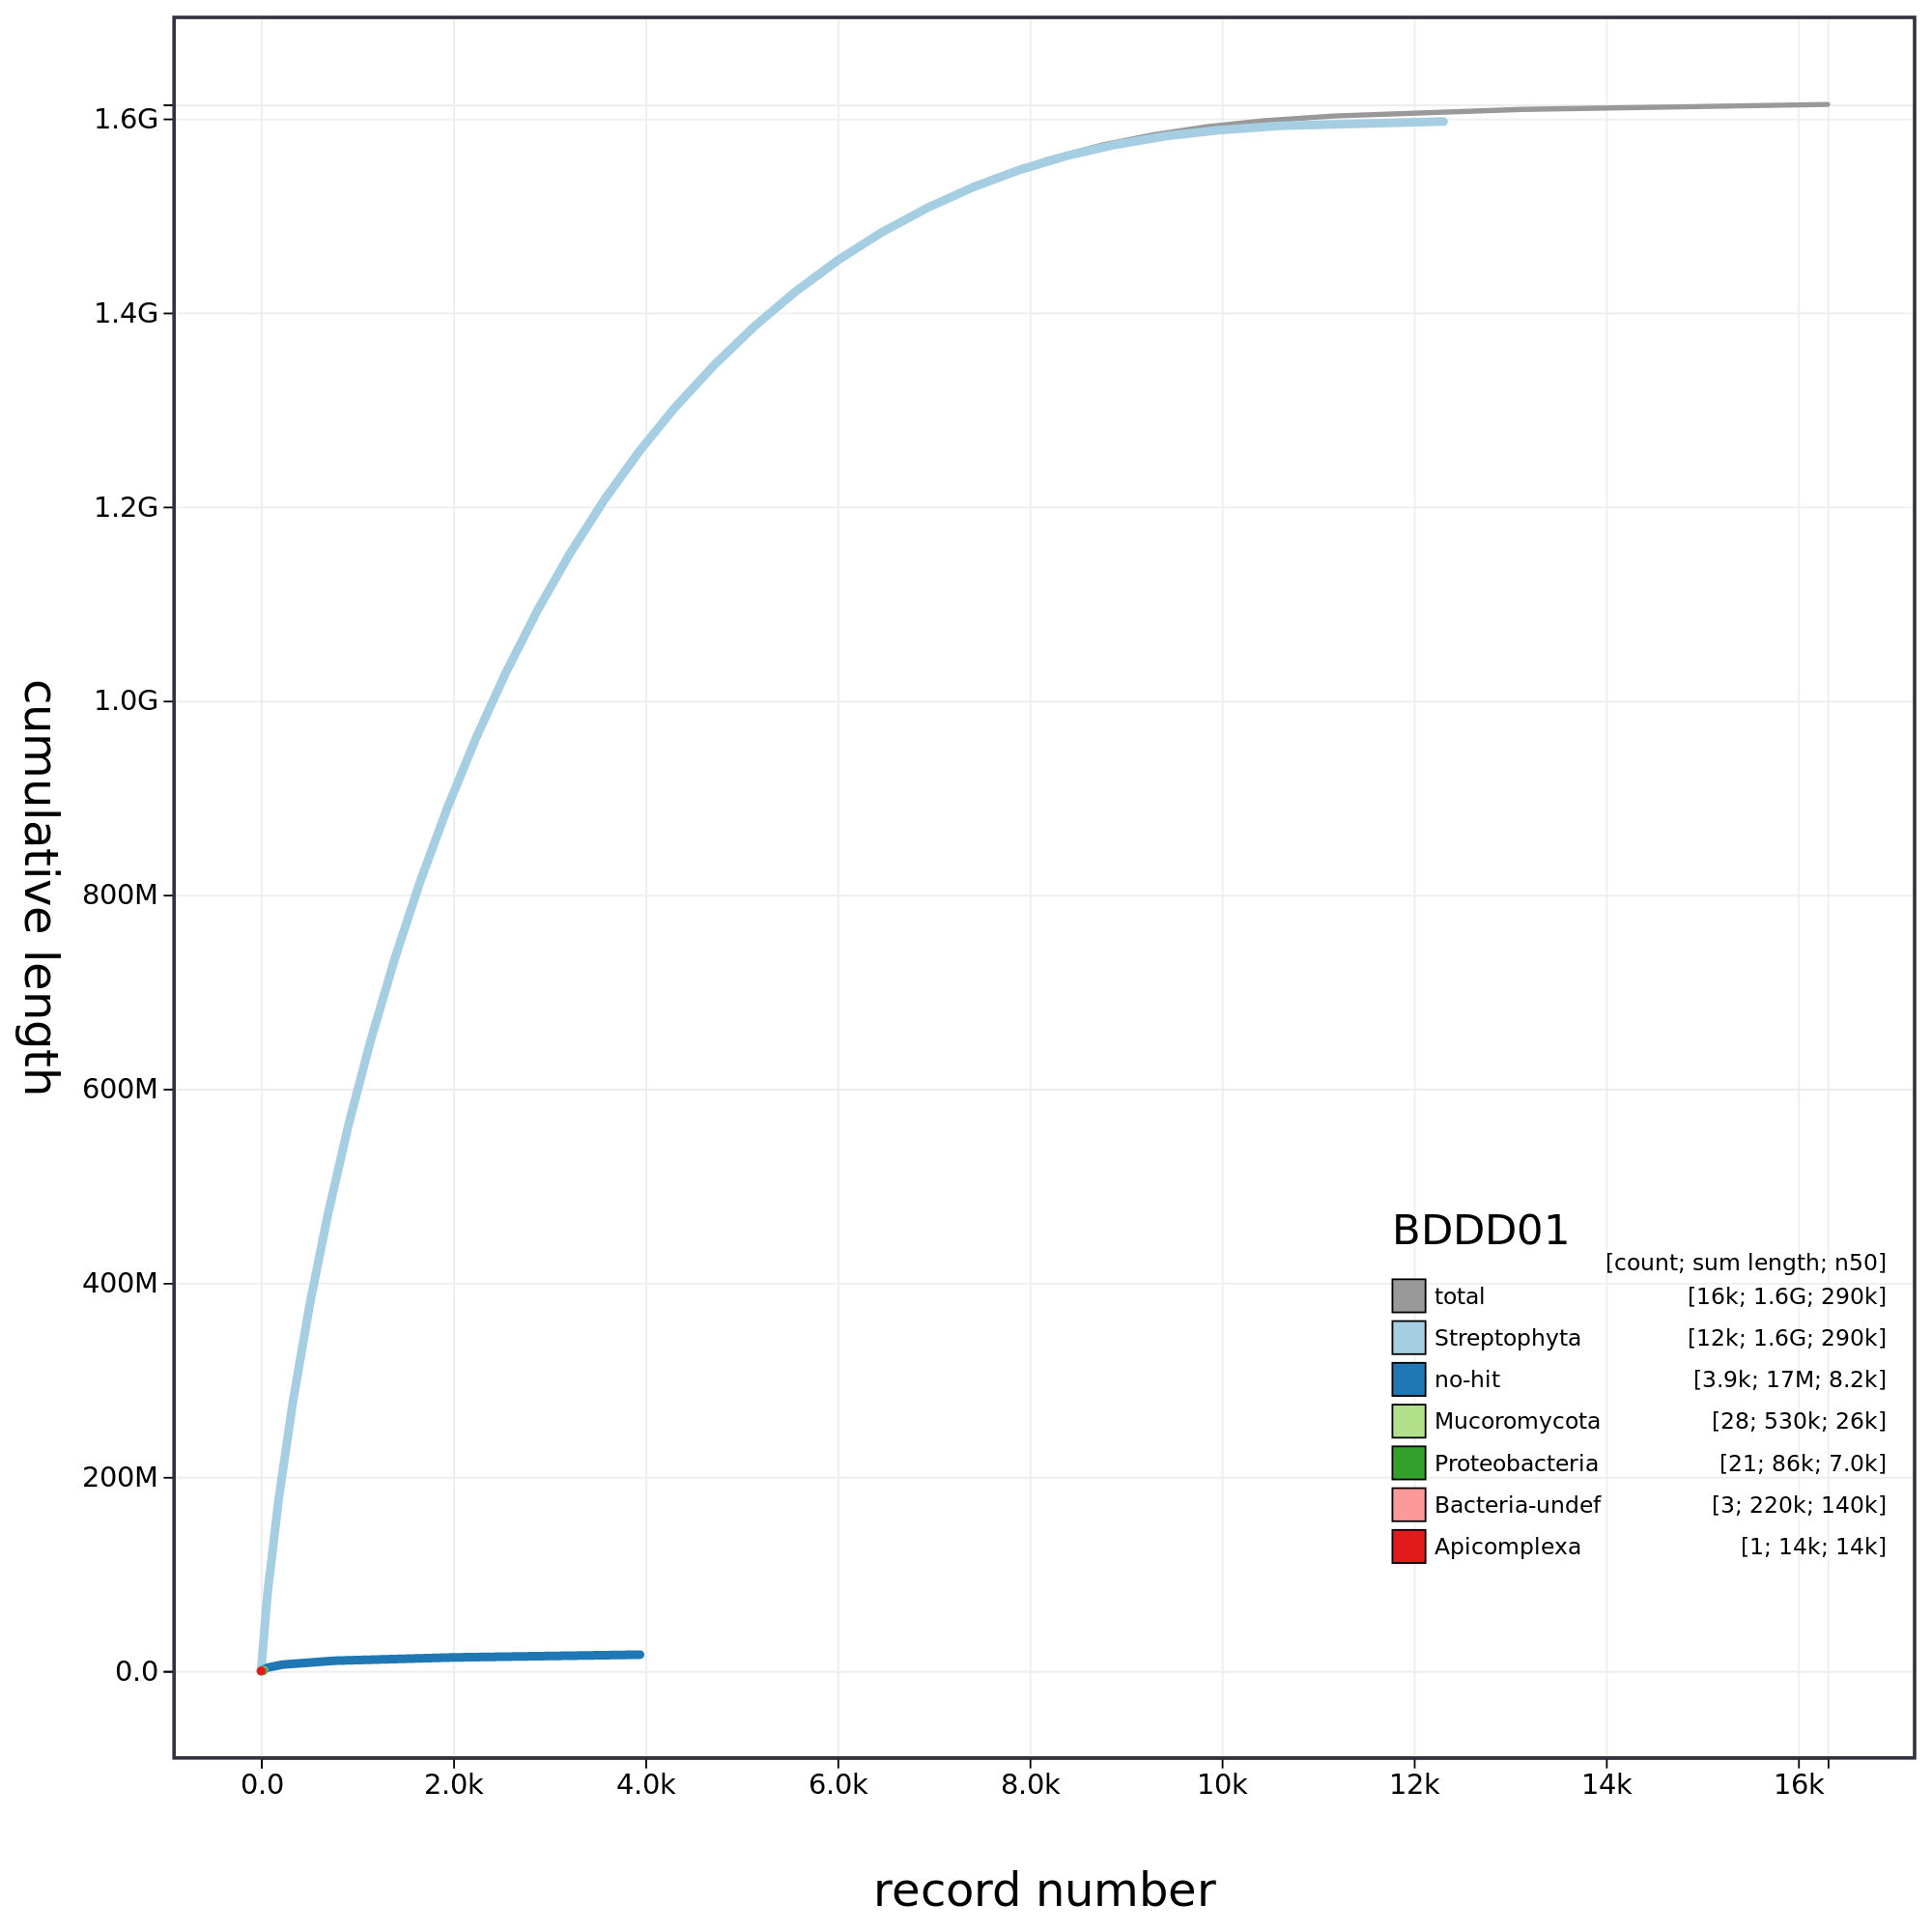 1.6G
1.4G
1.2G
1.0G
800M
600M
400M
200M
0.0
cumulative length
BDDD01
[count; sum length; n50]
total [16k; 1.6G; 290k]
Streptophyta [12k; 1.6G; 290k]
no-hit [3.9k; 17M; 8.2k]
Mucoromycota [28; 530k; 26k]
Proteobacteria [21; 86k; 7.0k]
Bacteria-undef [3; 220k; 140k]
Apicomplexa [1; 14k; 14k]
0.0 2.0k 4.0k 6.0k 8.0k 10k 12k 14k 16k
record number